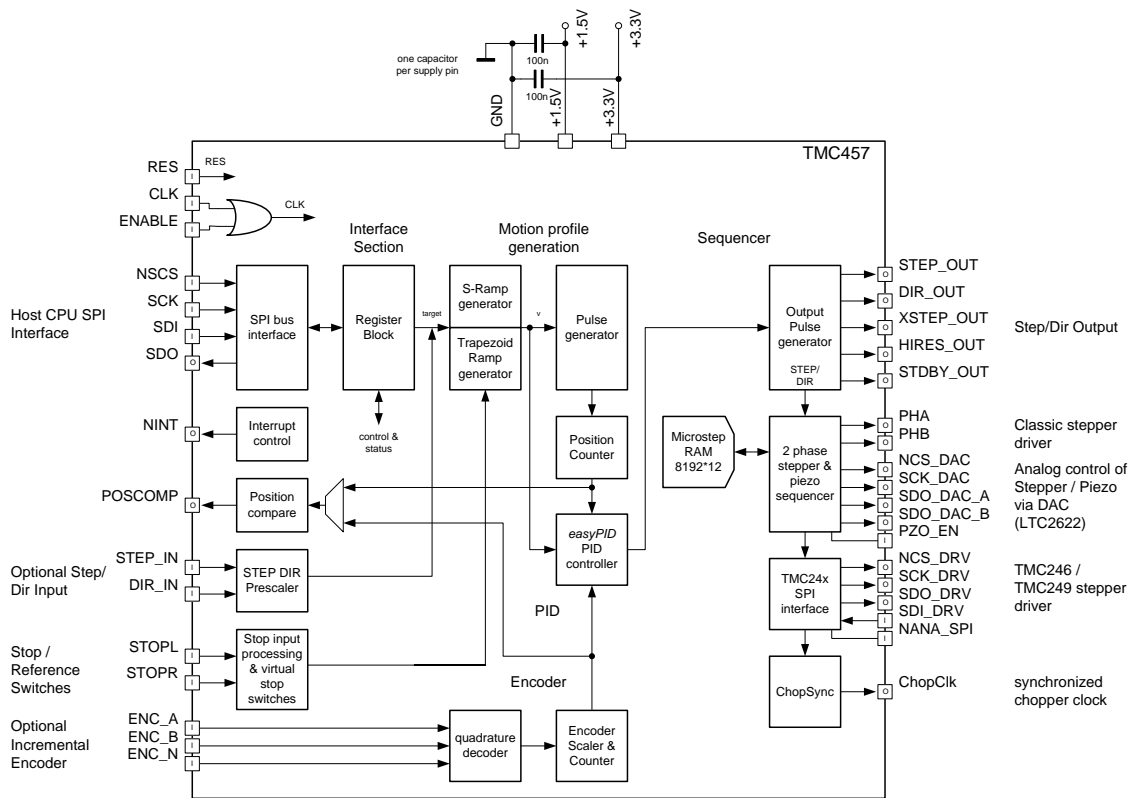 +1.5V
+3.3V
one capacitor
per supply pin
100n
100n
GND
+1.5V
+3.3V
TMC457
RES
RES
CLK
CLK
ENABLE
Interface
Section
Motion profile
generation
Sequencer
NSCS
SCK
SDI
SDO
Host CPU SPI
Interface
SPI bus
interface
Register
Block
target
S-Ramp
generator
Trapezoid
Ramp
generator
v
Pulse
generator
Output
Pulse
generator
STEP/
DIR
STEP_OUT
DIR_OUT
XSTEP_OUT
HIRES_OUT
STDBY_OUT
Step/Dir Output
NINT
Interrupt
control
control &
status
Position
Counter
Microstep
RAM
8192*12
2 phase
stepper &
piezo
sequencer
PHA
PHB
NCS_DAC
SCK_DAC
SDO_DAC_A
SDO_DAC_B
PZO_EN
Classic stepper
driver
Analog control of
Stepper / Piezo
via DAC
(LTC2622)
POSCOMP
Position
compare
easyPID
PID
controller
STEP_IN
DIR_IN
Optional Step/
Dir Input
STEP DIR
Prescaler
PID
TMC24x
SPI
interface
NCS_DRV
SCK_DRV
SDO_DRV
SDI_DRV
NANA_SPI
TMC246 /
TMC249 stepper
driver
STOPL
STOPR
Stop /
Reference
Switches
Stop input
processing
& virtual
stop
switches
Encoder
ChopSync
ChopClk
synchronized
chopper clock
ENC_A
ENC_B
ENC_N
Optional
Incremental
Encoder
quadrature
decoder
Encoder
Scaler &
Counter
I
I
I
I
I
I
O
O
O
I
I
I
I
I
I
I
O
O
O
O
O
O
O
O
O
O
O
I
O
O
O
I
I
O